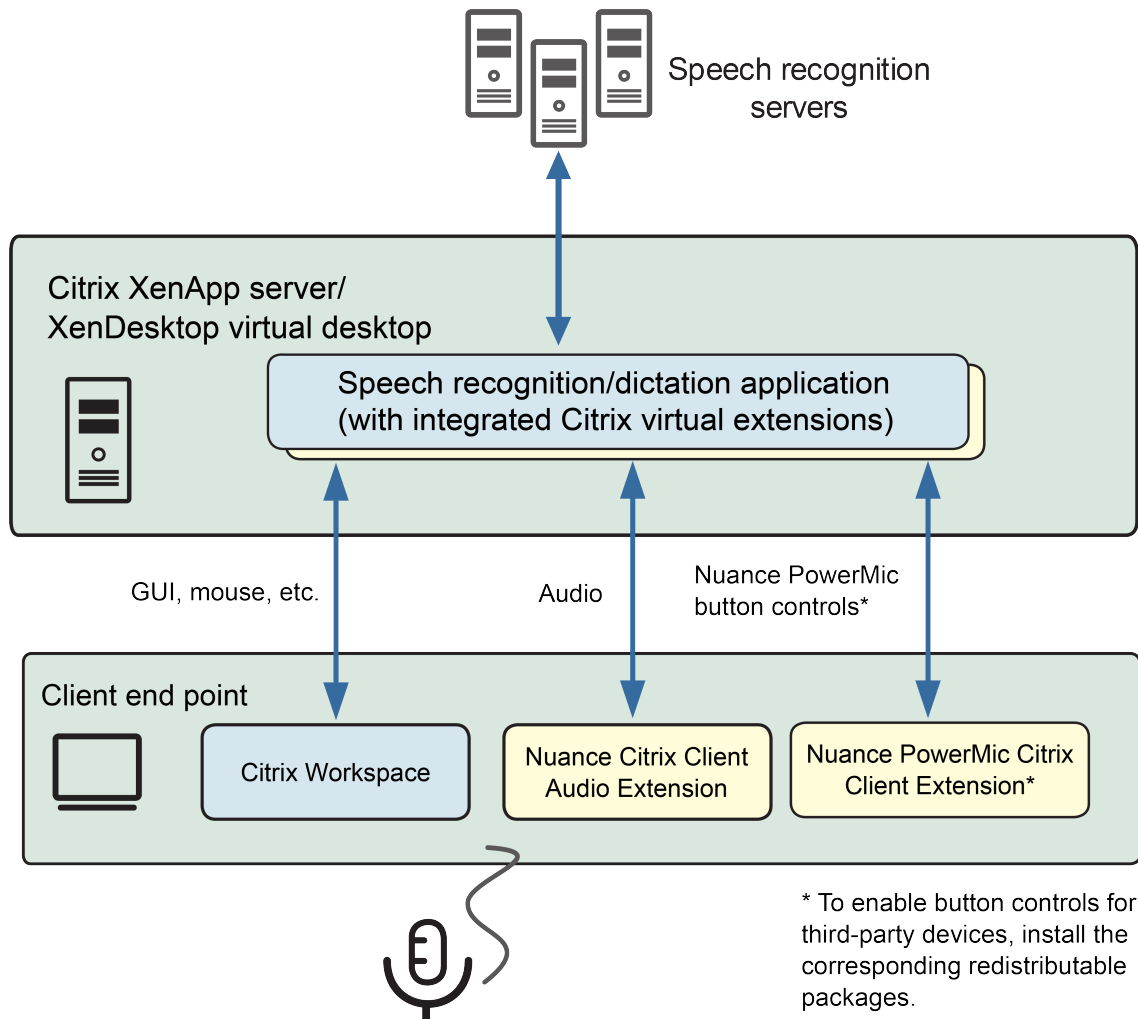 Speech recognition
servers
Citrix XenApp server/
XenDesktop virtual desktop
Speech recognition/dictation application
(with integrated Citrix virtual extensions)
GUI, mouse, etc.
Audio
Nuance PowerMic
button controls*
Client end point
Citrix Workspace
Nuance Citrix Client
Audio Extension
Nuance PowerMic Citrix
Client Extension*
* To enable button controls for
third-party devices, install the
corresponding redistributable
packages.